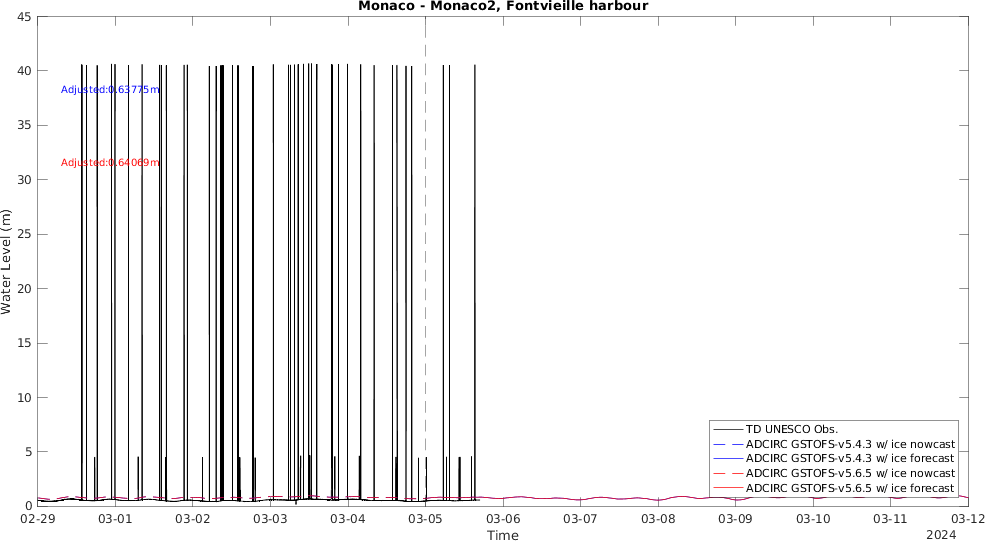 Monaco - Monaco2, Fontvieille harbour
45
40
35
30
25
20
15
10
5
0
Water Level (m)
Adjusted:0.63775m
Adjusted:0.64069m
TD UNESCO Obs.
ADCIRC GSTOFS-v5.4.3 w/ ice nowcast
ADCIRC GSTOFS-v5.4.3 w/ ice forecast
ADCIRC GSTOFS-v5.6.5 w/ ice nowcast
ADCIRC GSTOFS-v5.6.5 w/ ice forecast
02-29 03-01 03-02 03-03 03-04 03-05 03-06 03-07 03-08 03-09 03-10 03-11 03-12
Time
2024